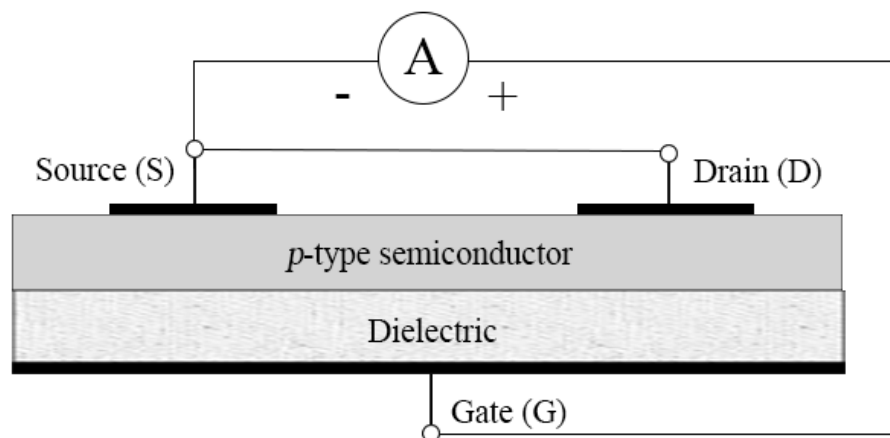 A
- +
Source (S)
Drain (D)
p-type semiconductor
Dielectric
Gate (G)